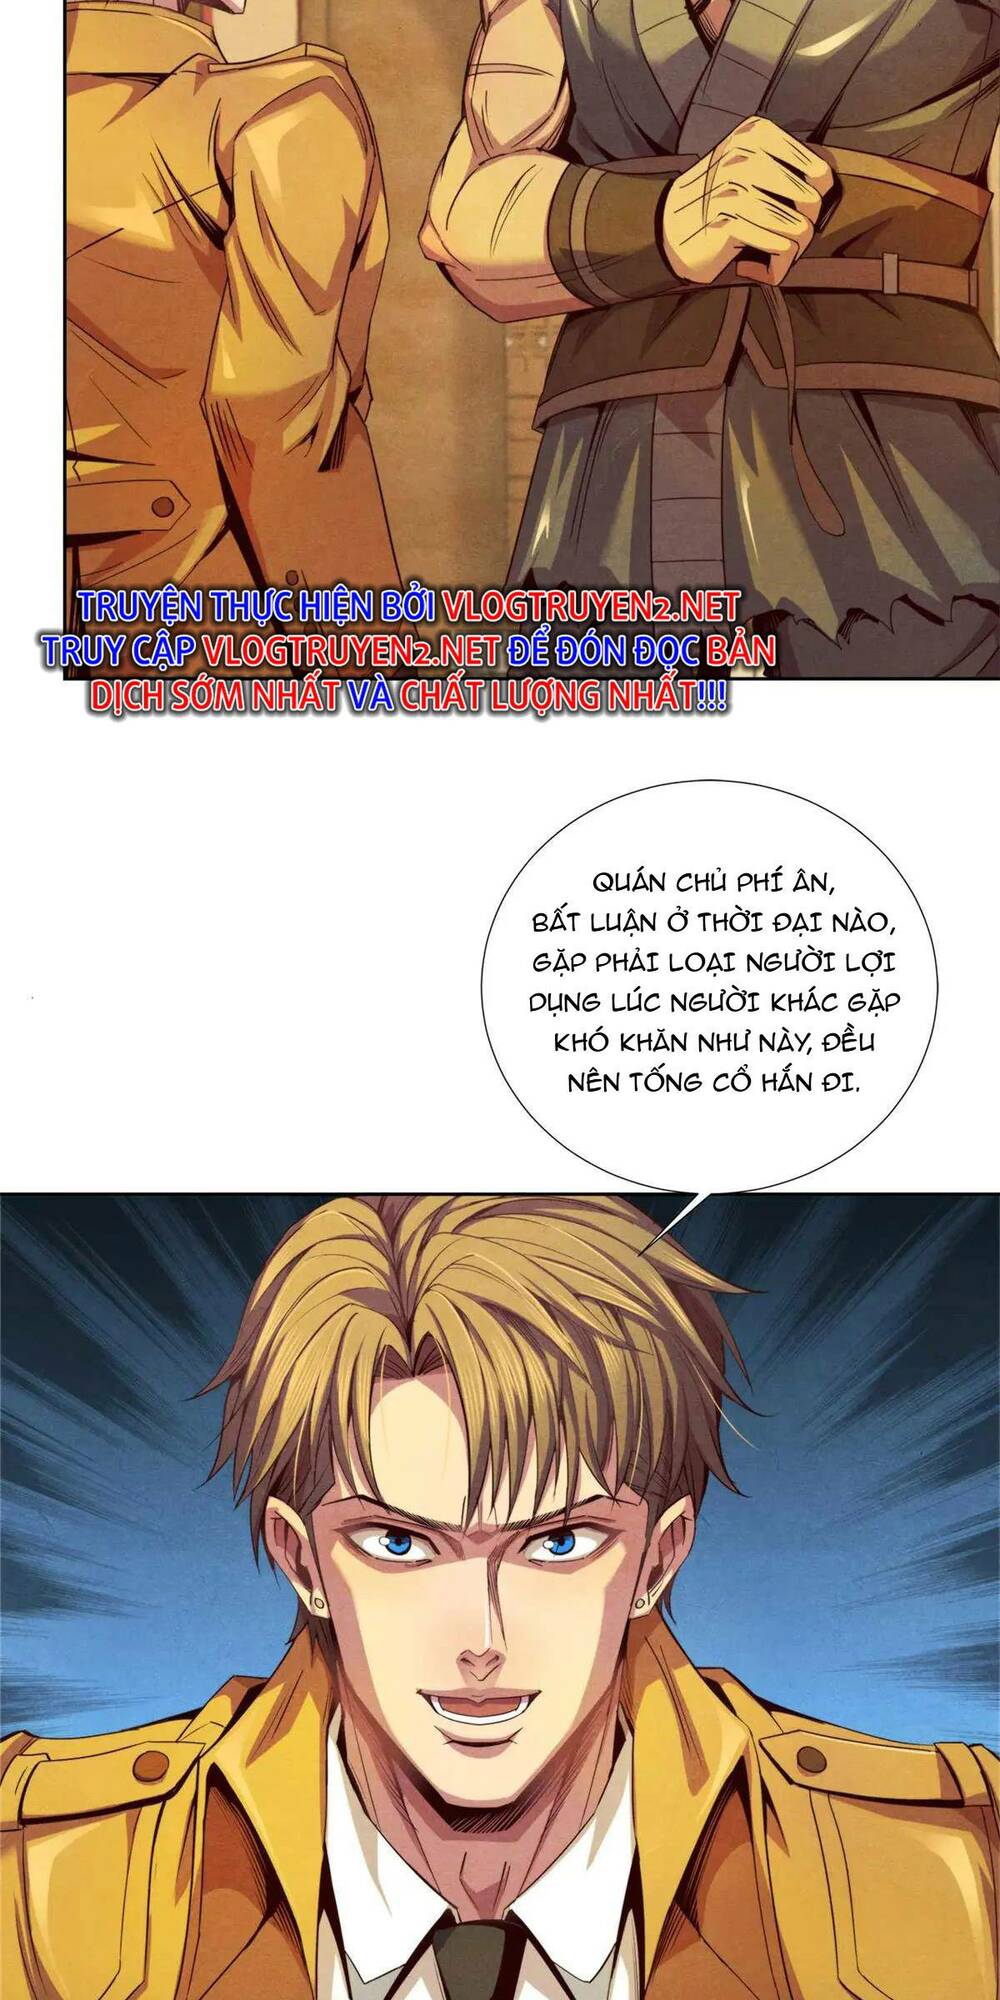 TRUYỆN THỰC HIỆN BỞI VLOGTRUYEN2.NET
TRUY CẬP VLOGTRUYEN2.NET ĐỂ ĐÓN ĐỌC BẢN
DỊCH SỚM NHẤT VÀ CHẤT LƯỢNG NHẤT!!!
QUÁN CHỦ PHÍ ÂN,
BẤT LUẬN Ở THỜI ĐẠI NÀO,
GẶP PHẢI LOẠI NGƯỜI LỢI
DỤNG LÚC NGƯỜI KHÁC GẶP
KHÓ KHĂN NHƯ NÀY, ĐỀU
NÊN TỐNG CỔ HẮN ĐI.